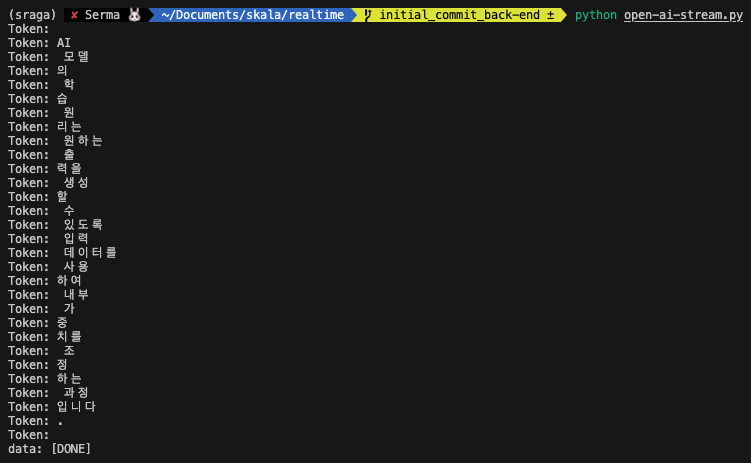 (sraga) ✘ Serma 🐰 ~/Documents/skala/realtime initial_commit_back-end ± python open-ai-stream.py
Token:
Token: AI
Token:  모델
Token: 의
Token:  학
Token: 습
Token:  원
Token: 리는
Token:  원하는
Token:  출
Token: 력을
Token:  생성
Token: 할
Token:  수
Token:  있도록
Token:  입력
Token:  데이터를
Token:  사용
Token: 하여
Token:  내부
Token:  가
Token: 중
Token: 치를
Token:  조
Token: 정
Token: 하는
Token:  과정
Token: 입니다
Token: .
Token:
data: [DONE]